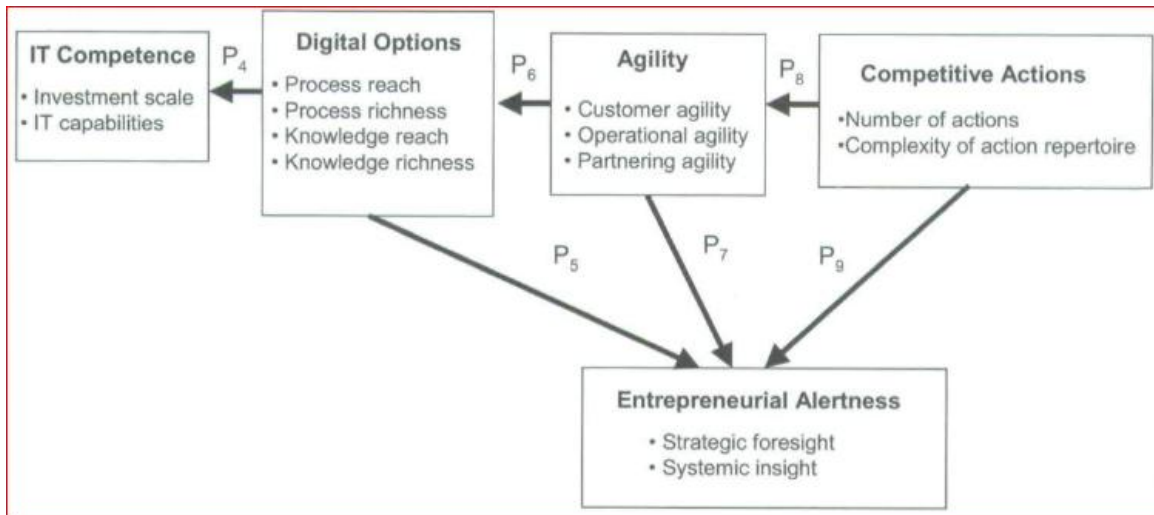 IT Competence
• Investment scale
• IT capabilities
P4
Digital Options
• Process reach
• Process richness
• Knowledge reach
• Knowledge richness
P6
Agility
• Customer agility
• Operational agility
• Partnering agility
P8
Competitive Actions
•Number of actions
•Complexity of action repertoire
P5
P7
P9
Entrepreneurial Alertness
• Strategic foresight
• Systemic insight